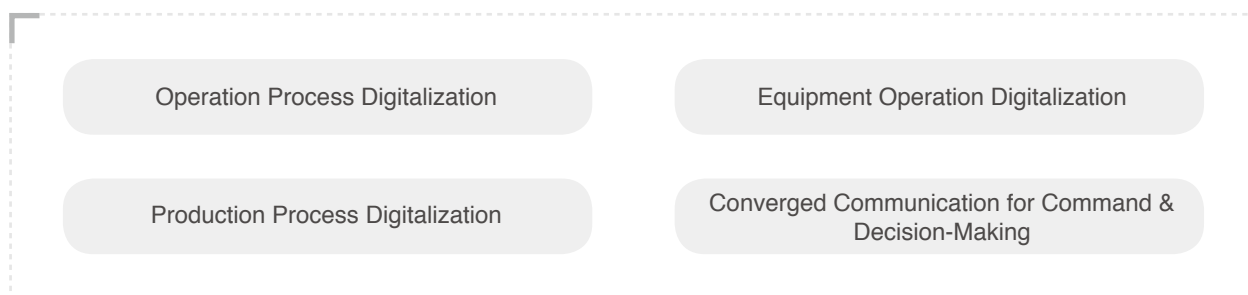 Operation Process Digitalization
Equipment Operation Digitalization
Production Process Digitalization
Converged Communication for Command &
Decision-Making